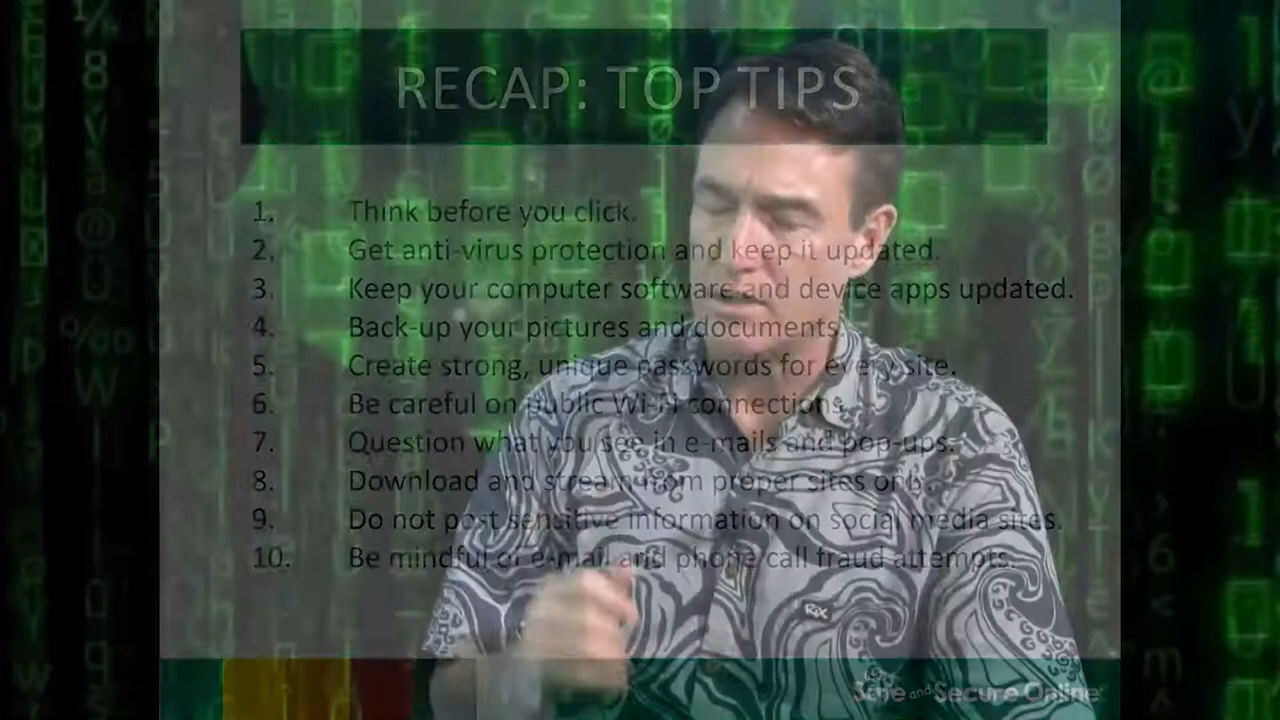 RECAP: TOP TIPS
1. Think before you click.
2. Get anti-virus protection and keep it updated.
3. Keep your computer software and device apps updated.
4. Back-up your pictures and documents.
5. Create strong, unique passwords for every site.
6. Be careful on public Wi-Fi connections.
7. Question what you see in e-mails and pop-ups.
8. Download and stream from proper sites only.
9. Do not post sensitive information on social media sites.
10. Be mindful of e-mail and phone call fraud attempts.
RIX
Safe and Secure Online